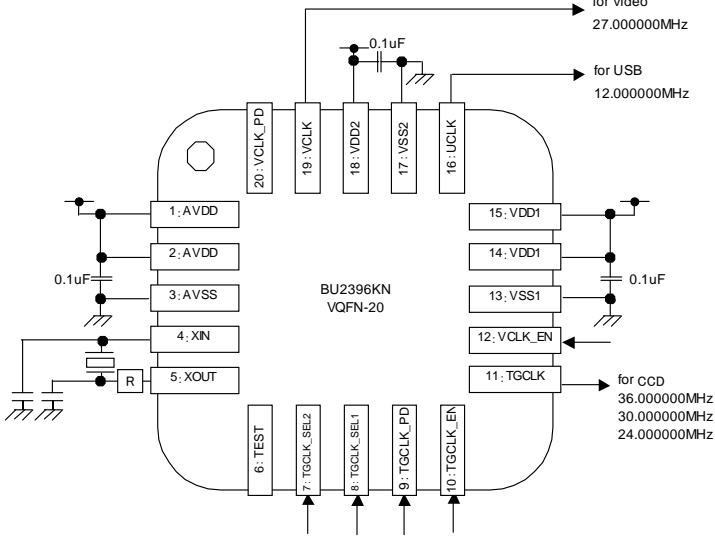 for video
27.000000MHz
0.1uF
for USB
12.000000MHz
20: VCLK_PD
19: VCLK
18: VDD2
17: VSS2
16: UCLK
1: AVDD
2: AVDD
3: AVSS
4: XIN
5: XOUT
0.1uF
R
BU2396KN
VQFN-20
15: VDD1
14: VDD1
13: VSS1
12: VCLK_EN
11: TGCLK
0.1uF
for CCD
36.000000MHz
30.000000MHz
24.000000MHz
6: TEST
7: TGCLK_SEL2
8: TGCLK_SEL1
9: TGCLK_PD
10: TGCLK_EN